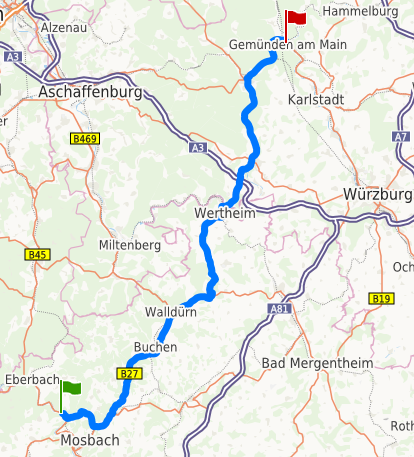 Hammelburg
Alzenau
Gemünden am Main
A3
Aschaffenburg
Karlstadt
B469
A7
A3
Würzburg
Wertheim
Miltenberg
B45
B19
Walldürn
A81
Buchen
Bad Mergentheim
B27
Eberbach
Mosbach